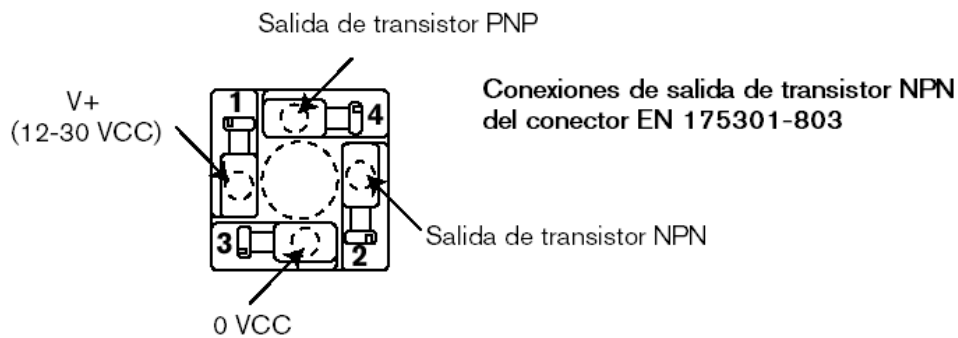 Salida de transistor PNP
Conexiones de salida de transistor NPN
del conector EN 175301-803
V+
(12-30 VCC)
1
4
3
2
Salida de transistor NPN
0 VCC